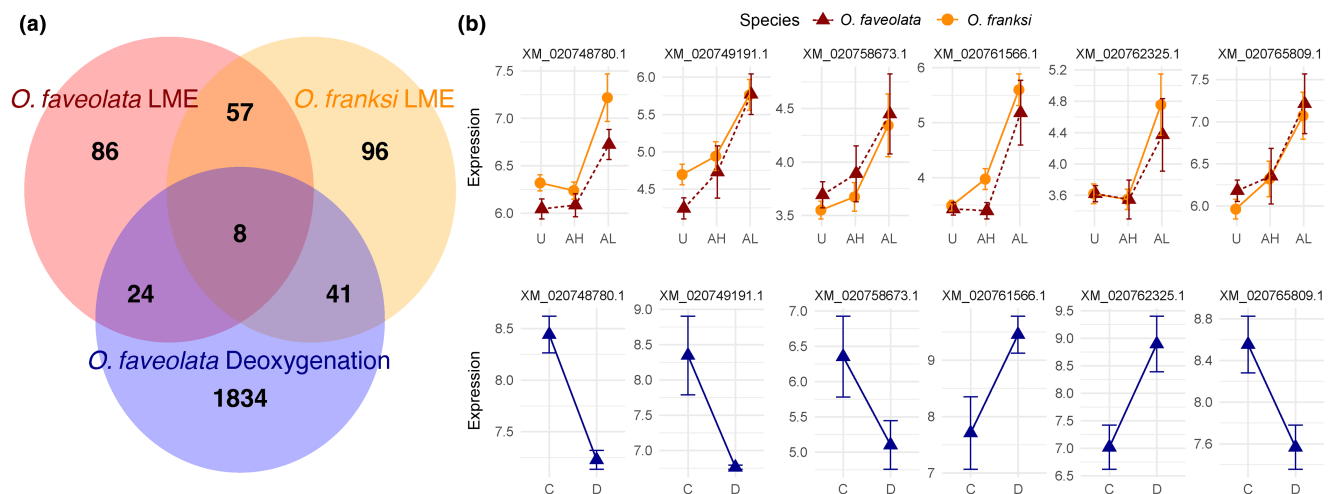 (a)
O. faveolata LME
O. franksi LME
57
86
96
8
24
41
O. faveolata Deoxygenation
1834
(b)
Species O. faveolata O. franksi
XM_020748780.1 XM_020749191.1 XM_020758673.1 XM_020761566.1 XM_020762325.1 XM_020765809.1
Expression
7.5
7.0
6.5
6.0
U AH AL
6.0
5.5
5.0
4.5
U AH AL
4.5
4.0
3.5
U AH AL
6
5
4
U AH AL
5.2
4.8
4.4
4.0
3.6
U AH AL
7.5
7.0
6.5
6.0
U AH AL
XM_020748780.1 XM_020749191.1 XM_020758673.1 XM_020761566.1 XM_020762325.1 XM_020765809.1
Expression
8.5
8.0
7.5
C D
9.0
8.5
8.0
7.5
7.0
C D
7.0
6.5
6.0
5.5
5.0
C D
9
8
7
C D
9.5
9.0
8.5
8.0
7.5
7.0
6.5
C D
8.8
8.4
8.0
7.6
C D